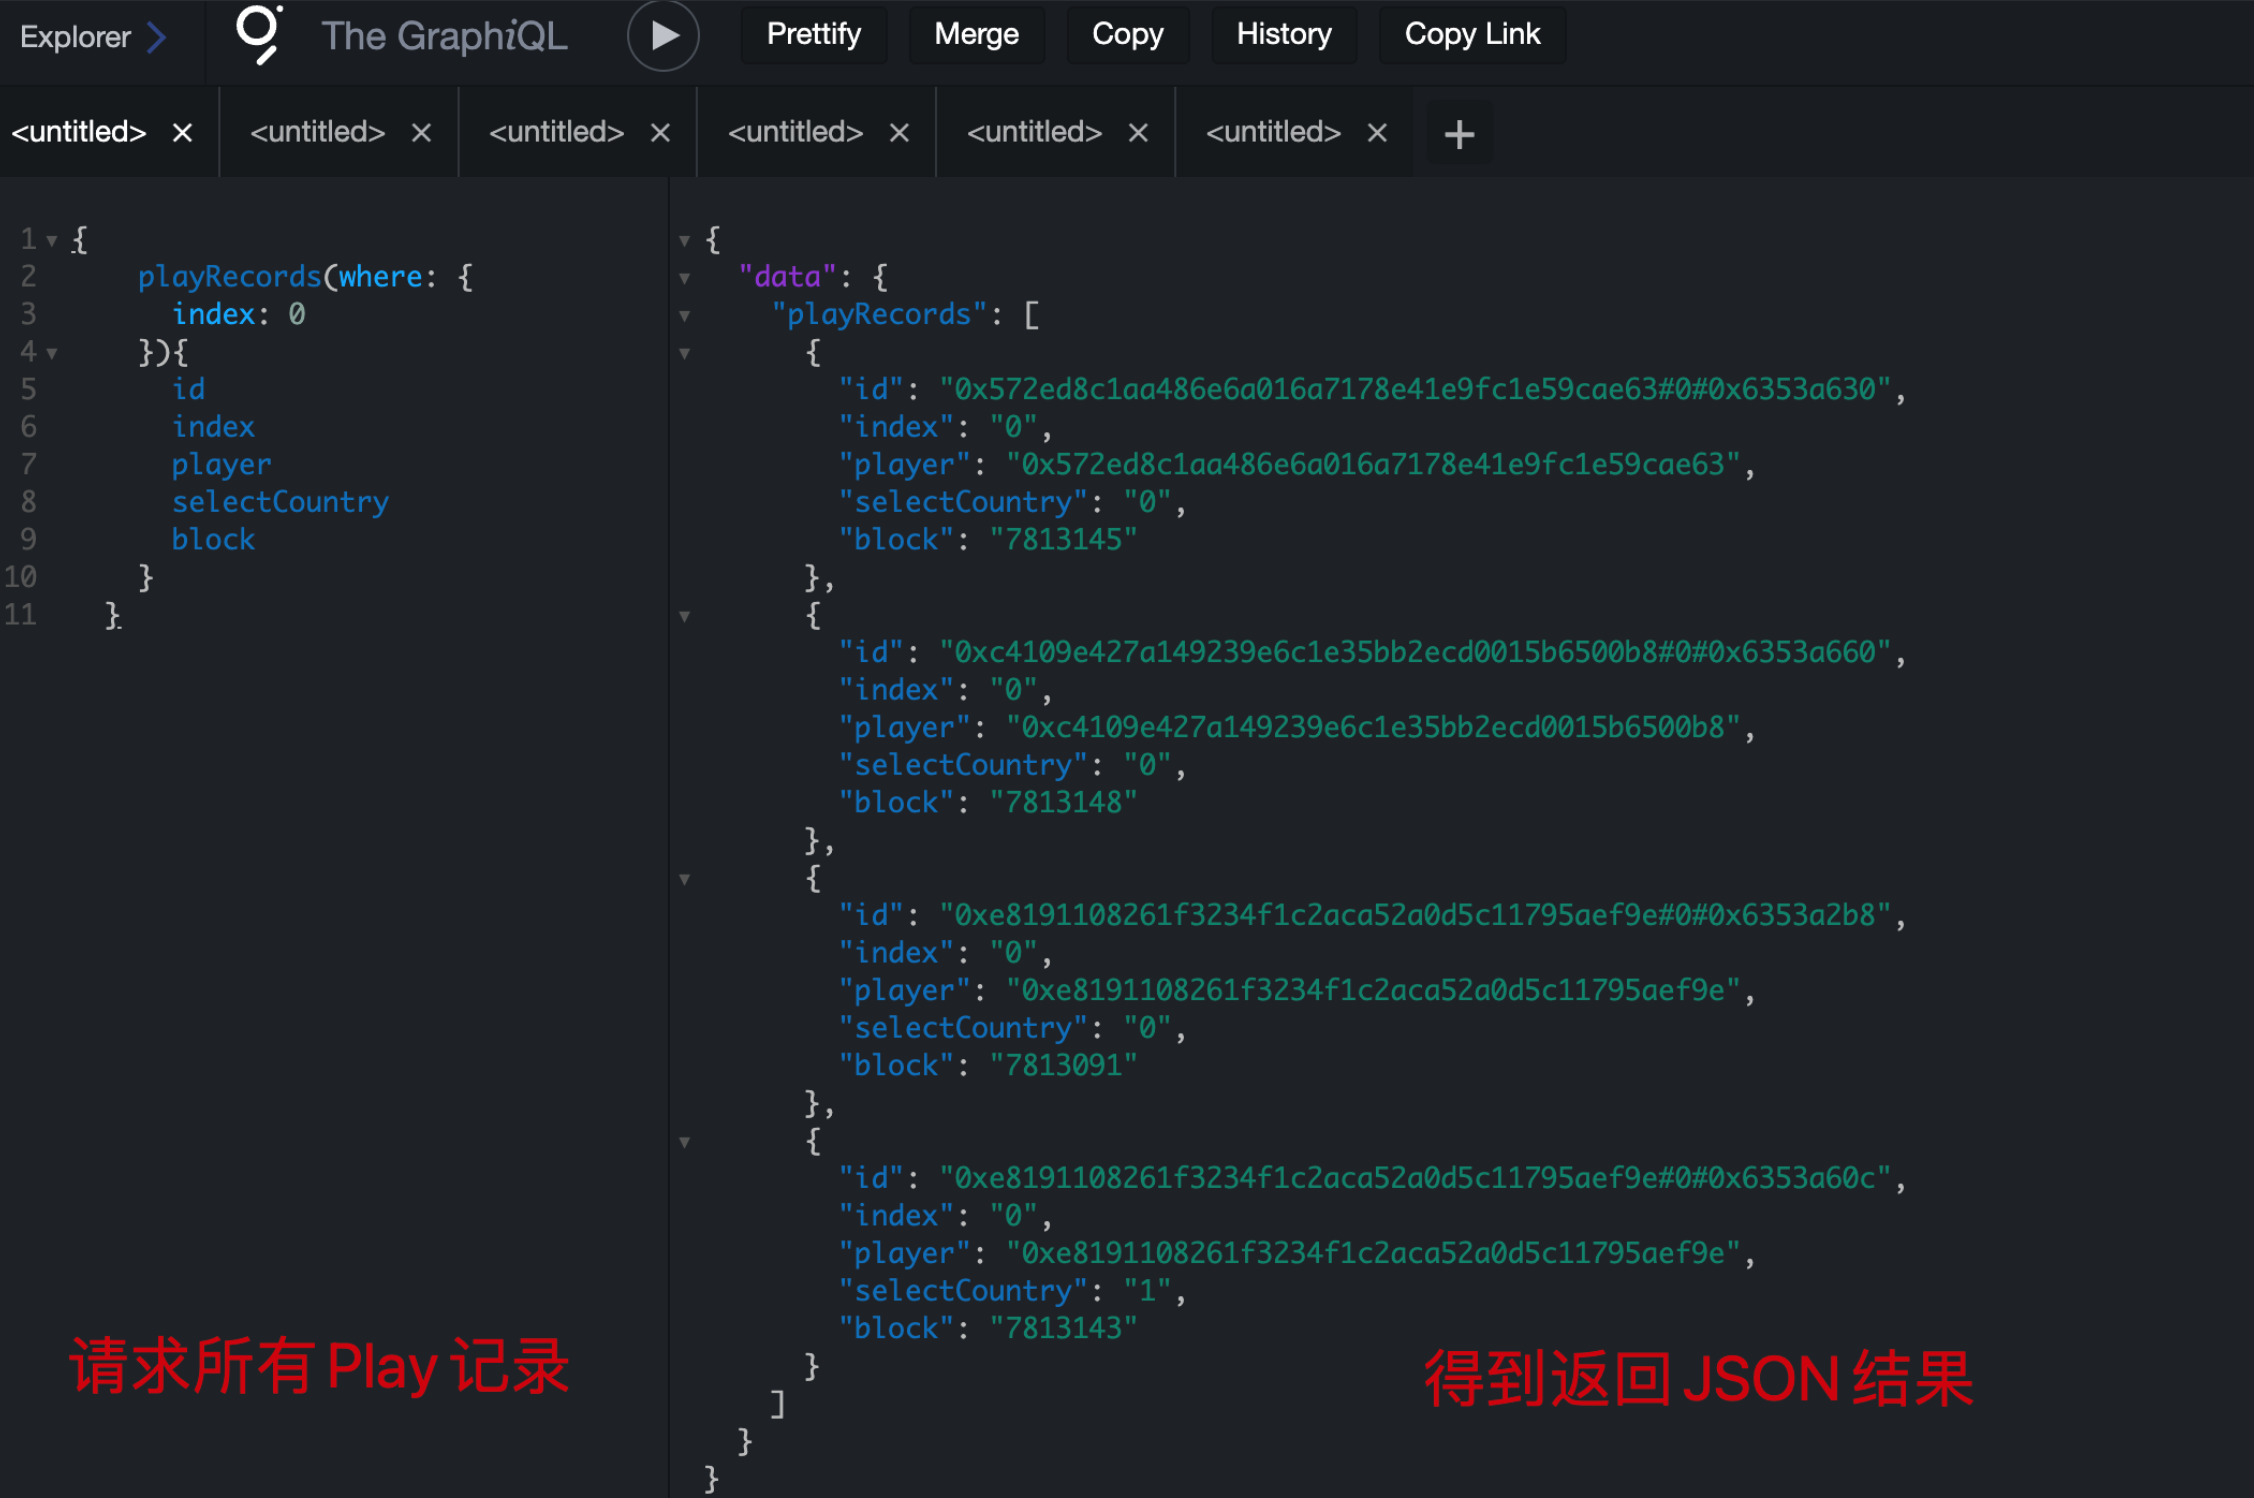 Explorer
The GraphiQL
Prettify
Merge
Copy
History
Copy Link
<untitled> ×
<untitled> ×
<untitled> ×
<untitled> ×
<untitled> ×
<untitled> ×
+
1 {
2 playRecords(where: {
3 index: 0
4 }){
5 id
6 index
7 player
8 selectCountry
9 block
10 }
11 }
请求所有 Play 记录
{
"data": {
"playRecords": [
{
"id": "0x572ed8c1aa486e6a016a7178e41e9fc1e59cae63#0#0x6353a630",
"index": "0",
"player": "0x572ed8c1aa486e6a016a7178e41e9fc1e59cae63",
"selectCountry": "0",
"block": "7813145"
},
{
"id": "0xc4109e427a149239e6c1e35bb2ecd0015b6500b8#0#0x6353a660",
"index": "0",
"player": "0xc4109e427a149239e6c1e35bb2ecd0015b6500b8",
"selectCountry": "0",
"block": "7813148"
},
{
"id": "0xe8191108261f3234f1c2aca52a0d5c11795aef9e#0#0x6353a2b8",
"index": "0",
"player": "0xe8191108261f3234f1c2aca52a0d5c11795aef9e",
"selectCountry": "0",
"block": "7813091"
},
{
"id": "0xe8191108261f3234f1c2aca52a0d5c11795aef9e#0#0x6353a60c",
"index": "0",
"player": "0xe8191108261f3234f1c2aca52a0d5c11795aef9e",
"selectCountry": "1",
"block": "7813143"
}
]
}
}
得到返回 JSON 结果